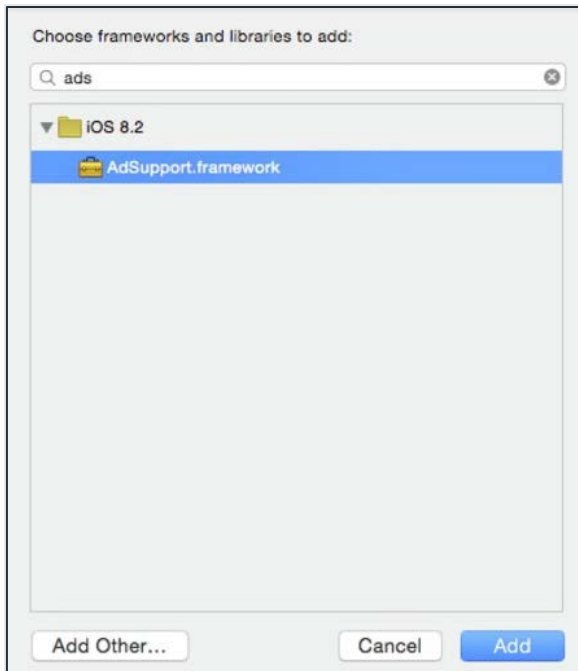 Choose frameworks and libraries to add:
ads
iOS 8.2
AdSupport.framework
Add Other...
Cancel
Add